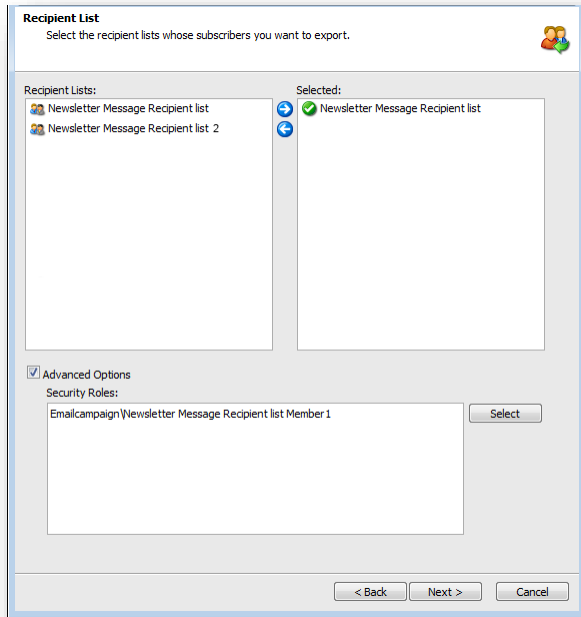 Recipient List
Select the recipient lists whose subscribers you want to export.
Recipient Lists:
Newsletter Message Recipient list
Newsletter Message Recipient list 2
Selected:
Newsletter Message Recipient list
Advanced Options
Security Roles:
Emailcampaign\Newsletter Message Recipient list Member1
Select
< Back
Next >
Cancel